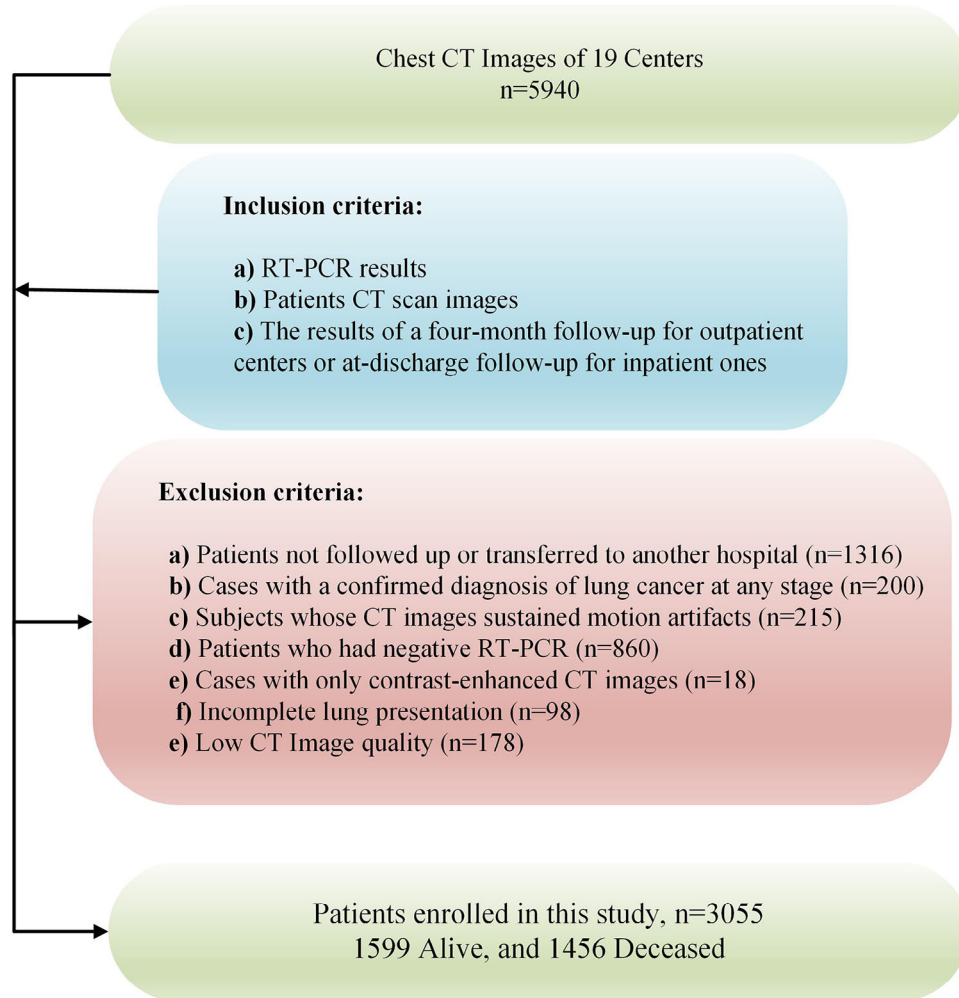 Chest CT Images of 19 Centers
n=5940
Inclusion criteria:
a) RT-PCR results
b) Patients CT scan images
c) The results of a four-month follow-up for outpatient
centers or at-discharge follow-up for inpatient ones
Exclusion criteria:
a) Patients not followed up or transferred to another hospital (n=1316)
b) Cases with a confirmed diagnosis of lung cancer at any stage (n=200)
c) Subjects whose CT images sustained motion artifacts (n=215)
d) Patients who had negative RT-PCR (n=860)
e) Cases with only contrast-enhanced CT images (n=18)
f) Incomplete lung presentation (n=98)
e) Low CT Image quality (n=178)
Patients enrolled in this study, n=3055
1599 Alive, and 1456 Deceased